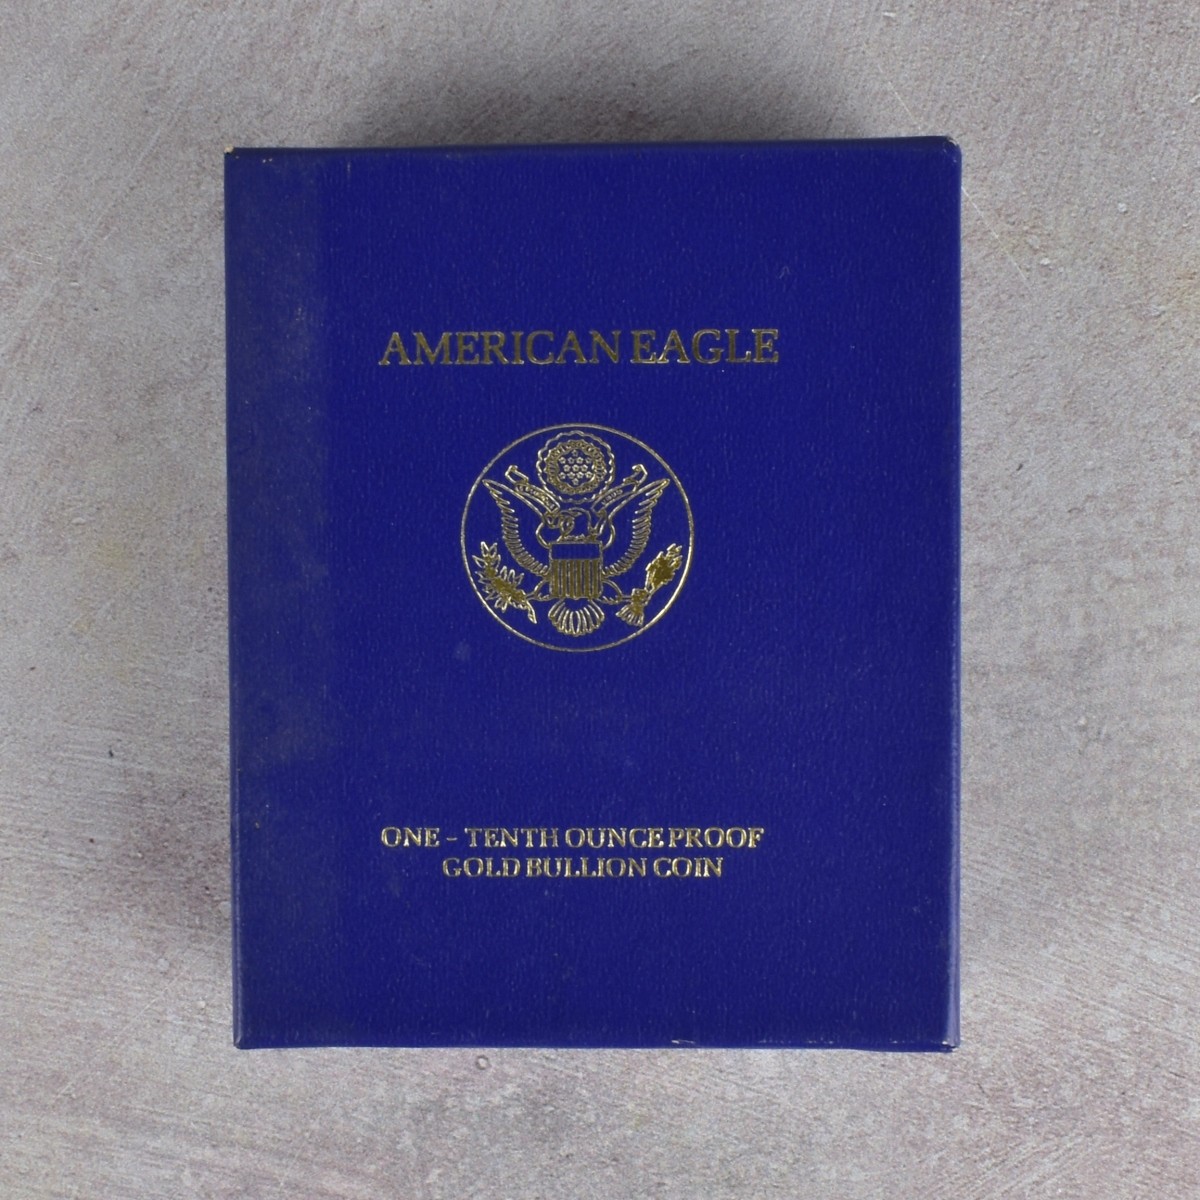 AMERICAN EAGLE
ONE - TENTH OUNCE PROOF
GOLD BULLION COIN